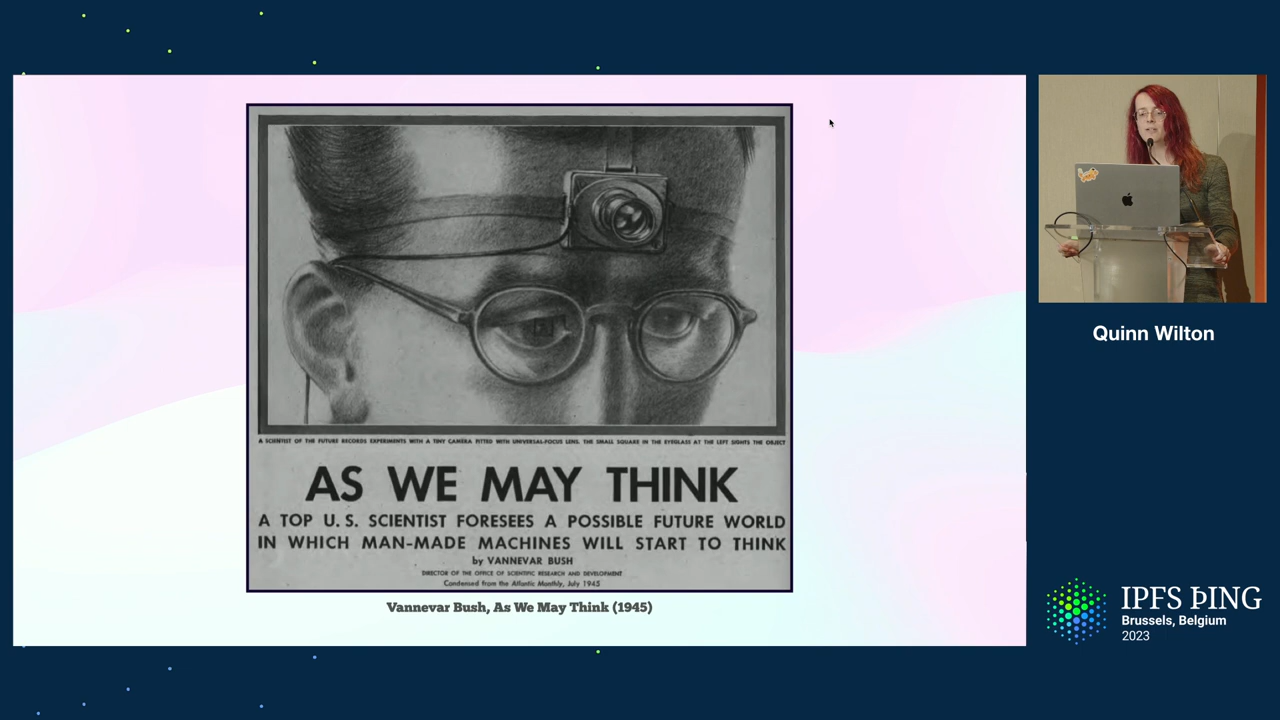 A SCIENTIST OF THE FUTURE RECORDS EXPERIMENTS WITH A TINY CAMERA FITTED WITH UNIVERSAL-FOCUS LENS. THE SMALL SQUARE IN THE EYEGLASS AT THE LEFT SIGHTS THE OBJECT
AS WE MAY THINK
A TOP U.S. SCIENTIST FORESEES A POSSIBLE FUTURE WORLD
IN WHICH MAN-MADE MACHINES WILL START TO THINK
by VANNEVAR BUSH
DIRECTOR OF THE OFFICE OF SCIENTIFIC RESEARCH AND DEVELOPMENT
Condensed from the Atlantic Monthly, July 1945
Vannevar Bush, As We May Think (1945)
Quinn Wilton
IPFS ÞING
Brussels, Belgium
2023